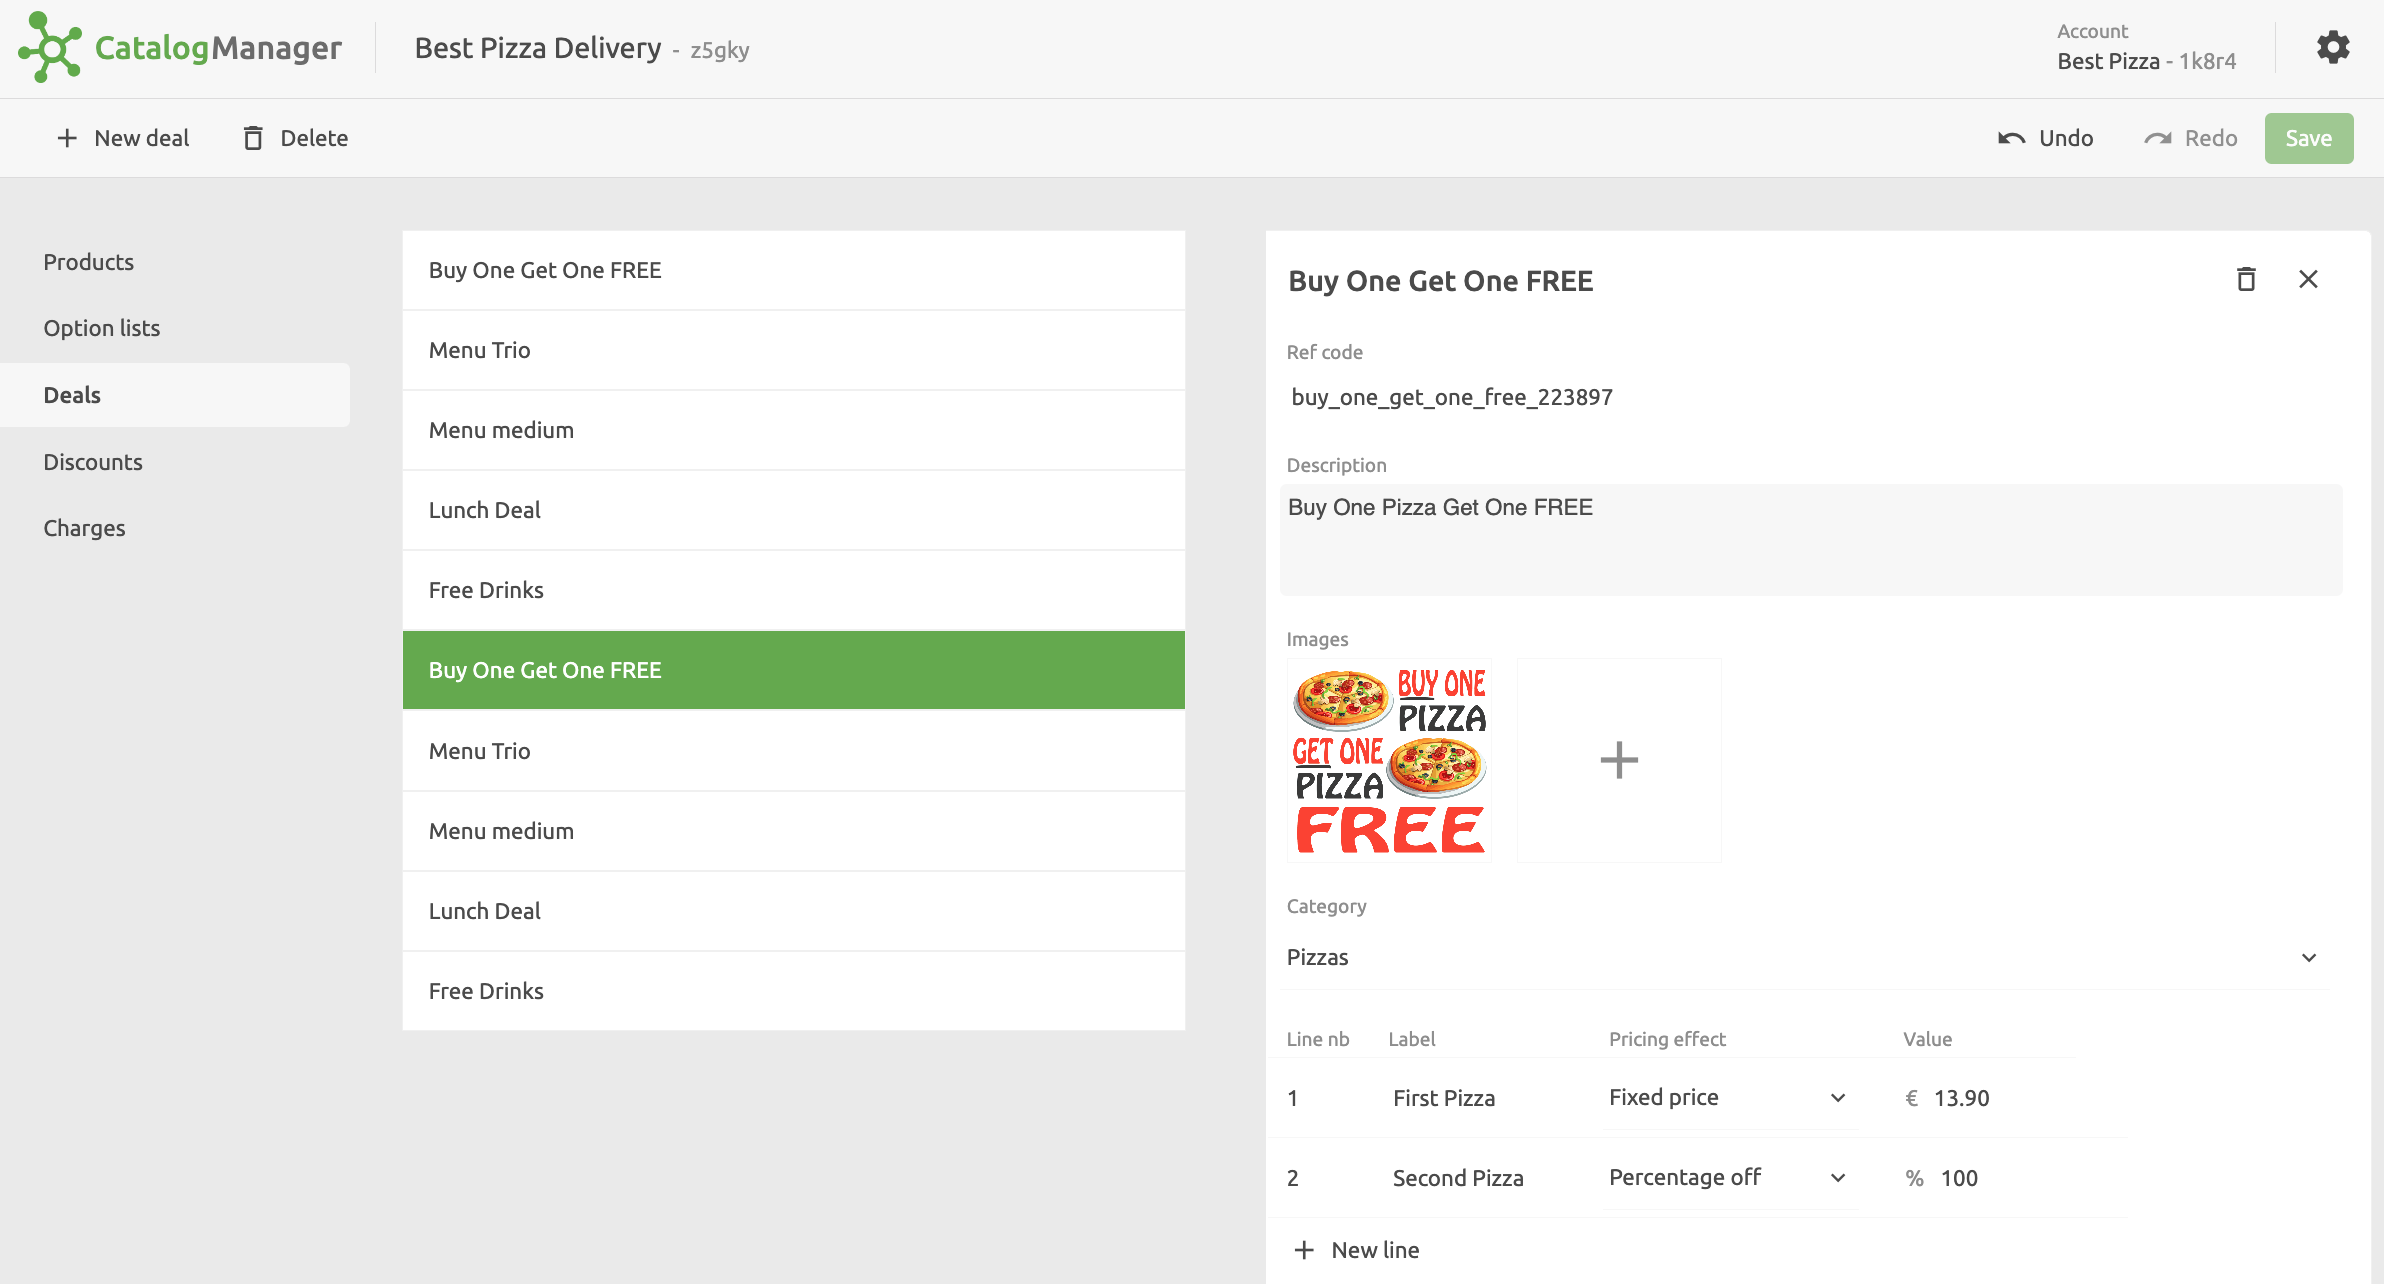 CatalogManager
Best Pizza Delivery - z5gky
Account
Best Pizza - 1k8r4
New deal
Delete
Undo
Redo
Save
Products
Option lists
Deals
Discounts
Charges
Buy One Get One FREE
Menu Trio
Menu medium
Lunch Deal
Free Drinks
Buy One Get One FREE
Menu Trio
Menu medium
Lunch Deal
Free Drinks
Buy One Get One FREE
Ref code
buy_one_get_one_free_223897
Description
Buy One Pizza Get One FREE
Images
BUY ONE
PIZZA
GET ONE
PIZZA
FREE
Category
Pizzas
Line nb Label Pricing effect Value
1 First Pizza Fixed price € 13.90
2 Second Pizza Percentage off % 100
New line